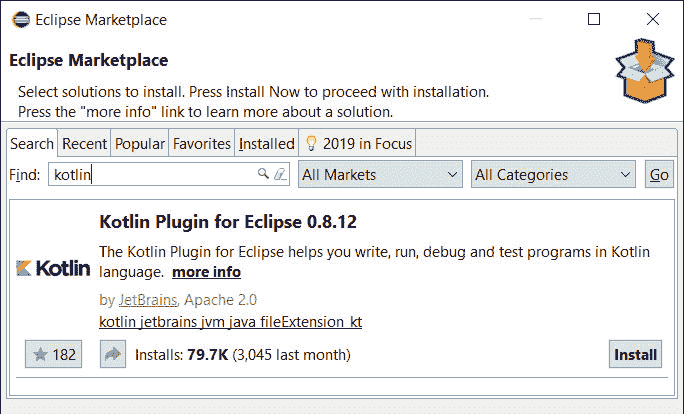 Eclipse Marketplace
Eclipse Marketplace
Select solutions to install. Press Install Now to proceed with installation.
Press the "more info" link to learn more about a solution.
Search Recent Popular Favorites Installed 2019 in Focus
Find: kotlin All Markets All Categories Go
Kotlin Plugin for Eclipse 0.8.12
The Kotlin Plugin for Eclipse helps you write, run, debug and test programs in Kotlin
language. more info
Kotlin
by JetBrains, Apache 2.0
kotlin jetbrains jvm java fileExtension_kt
182 Installs: 79.7K (3,045 last month) Install